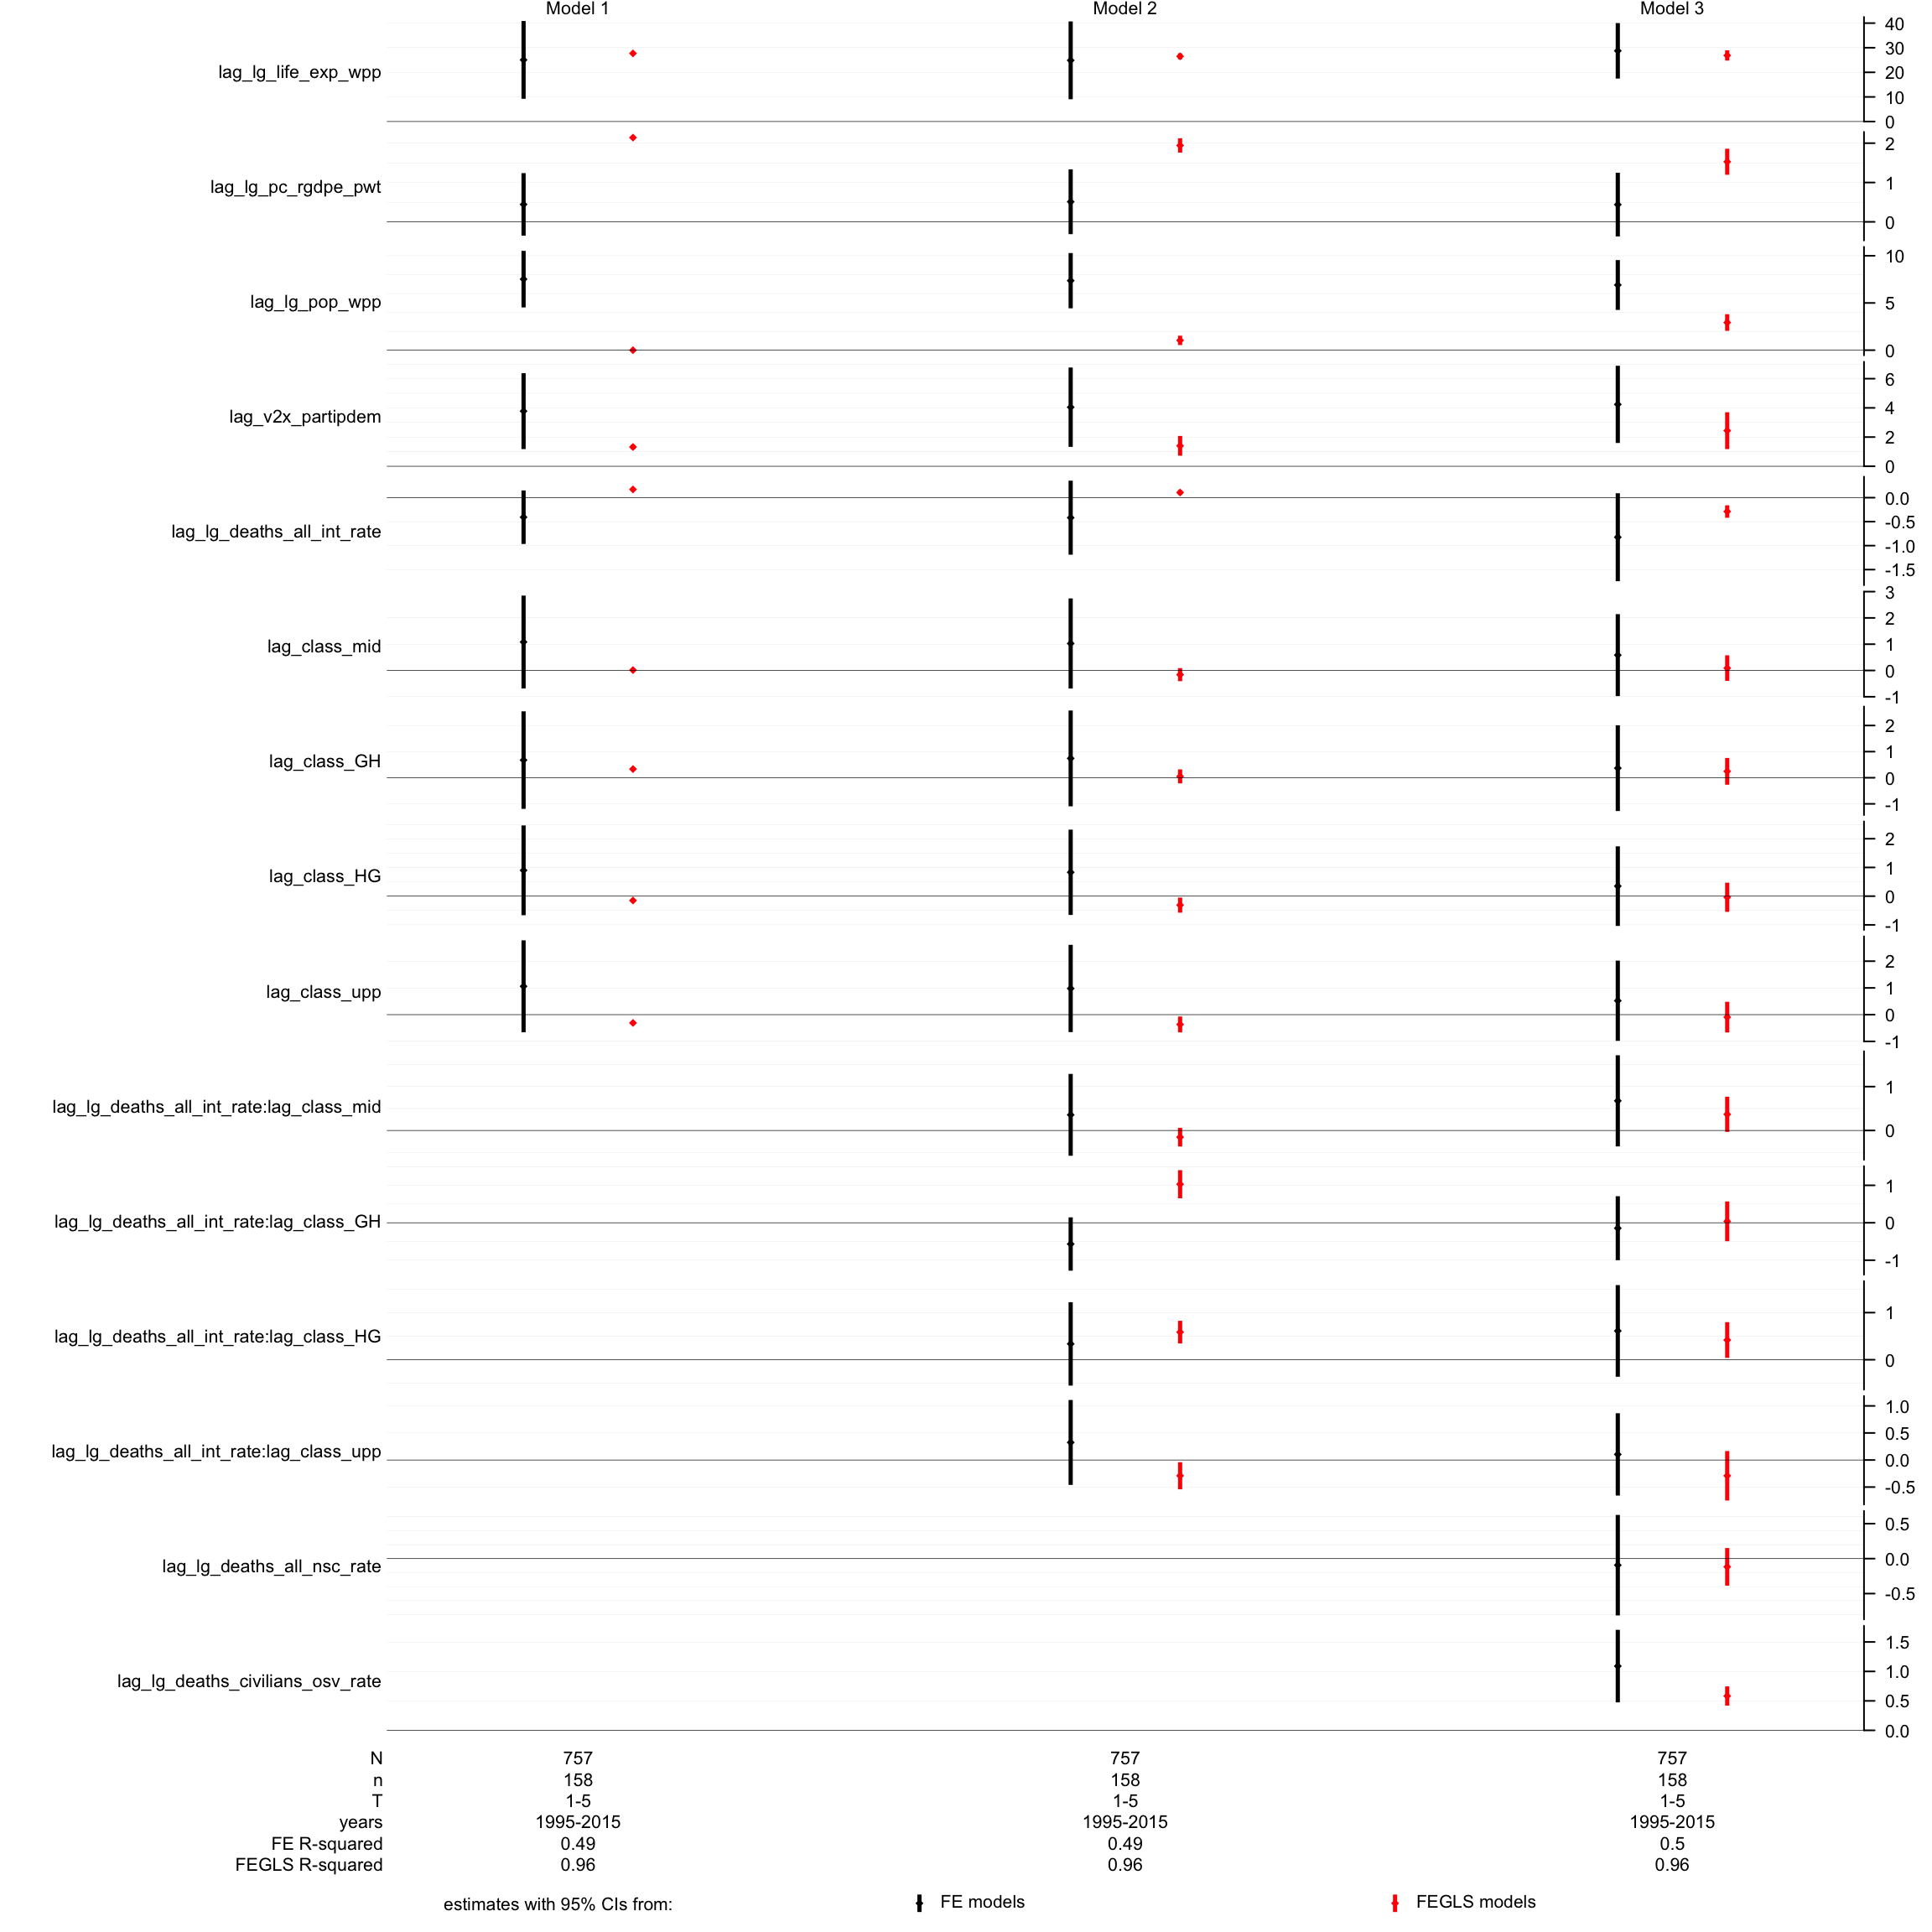 Model 1 Model 2 Model 3
lag_lg_life_exp_wpp
40
30
20
10
0
lag_lg_pc_rgdpe_pwt
2
1
0
lag_lg_pop_wpp
10
5
0
lag_v2x_partipdem
6
4
2
0
lag_lg_deaths_all_int_rate
0.0
-0.5
-1.0
-1.5
lag_class_mid
3
2
1
0
-1
lag_class_GH
2
1
0
-1
lag_class_HG
2
1
0
-1
lag_class_upp
2
1
0
-1
lag_lg_deaths_all_int_rate:lag_class_mid
1
0
lag_lg_deaths_all_int_rate:lag_class_GH
1
0
-1
lag_lg_deaths_all_int_rate:lag_class_HG
1
0
lag_lg_deaths_all_int_rate:lag_class_upp
1.0
0.5
0.0
-0.5
lag_lg_deaths_all_nsc_rate
0.5
0.0
-0.5
lag_lg_deaths_civilians_osv_rate
1.5
1.0
0.5
0.0
N 757 757 757
n 158 158 158
T 1-5 1-5 1-5
years 1995-2015 1995-2015 1995-2015
FE R-squared 0.49 0.49 0.5
FEGLS R-squared 0.96 0.96 0.96
estimates with 95% CIs from: FE models FEGLS models